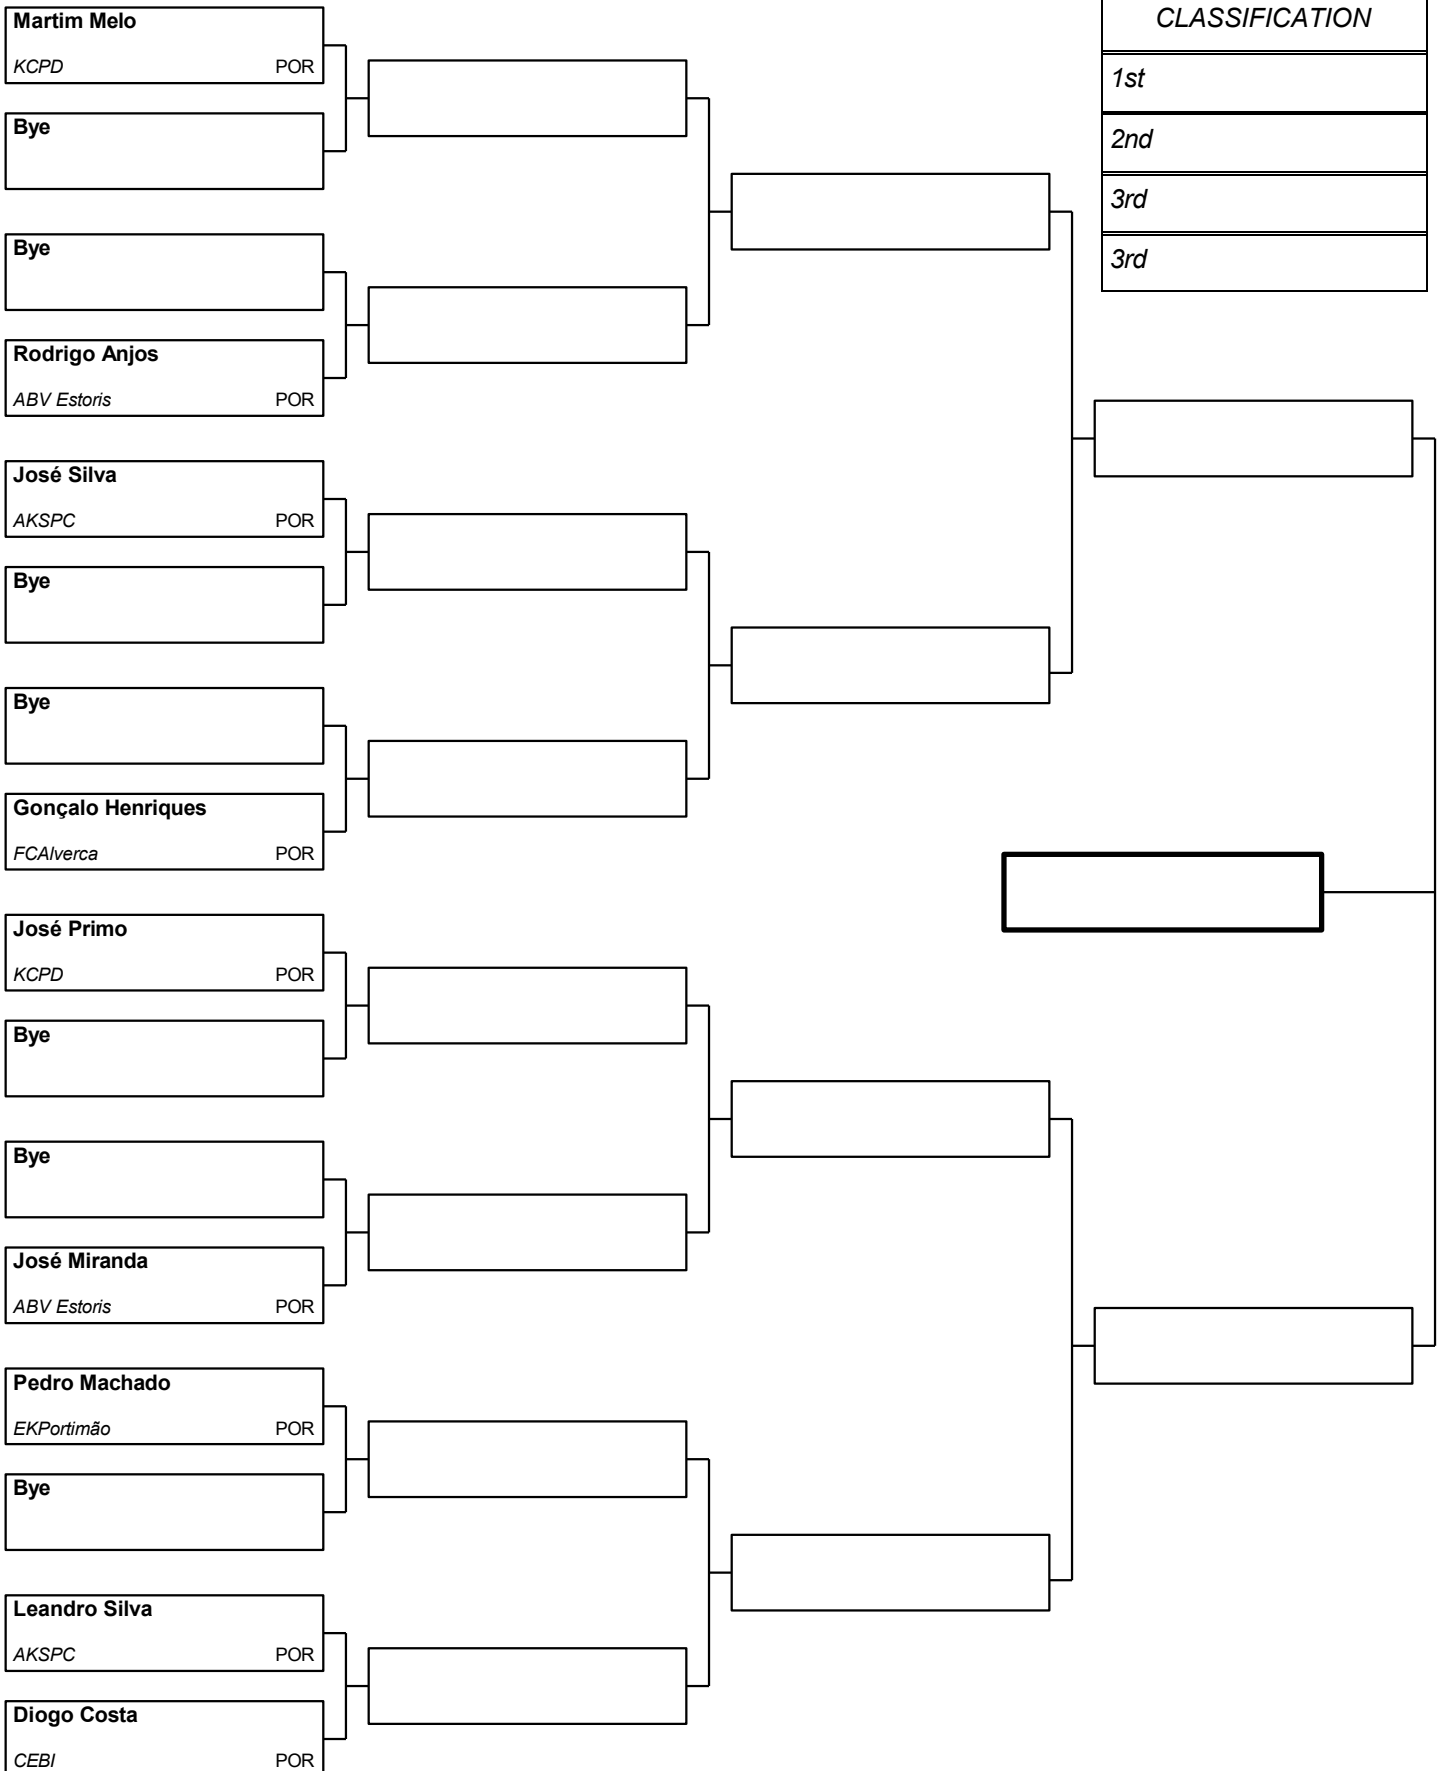 Martim Melo
KCPD POR
Bye
Bye
Rodrigo Anjos
ABV Estoris POR
José Silva
AKSPC POR
Bye
Bye
Gonçalo Henriques
FCAlverca POR
José Primo
KCPD POR
Bye
Bye
José Miranda
ABV Estoris POR
Pedro Machado
EKPortimão POR
Bye
Leandro Silva
AKSPC POR
Diogo Costa
CEBI POR
CLASSIFICATION
1st
2nd
3rd
3rd